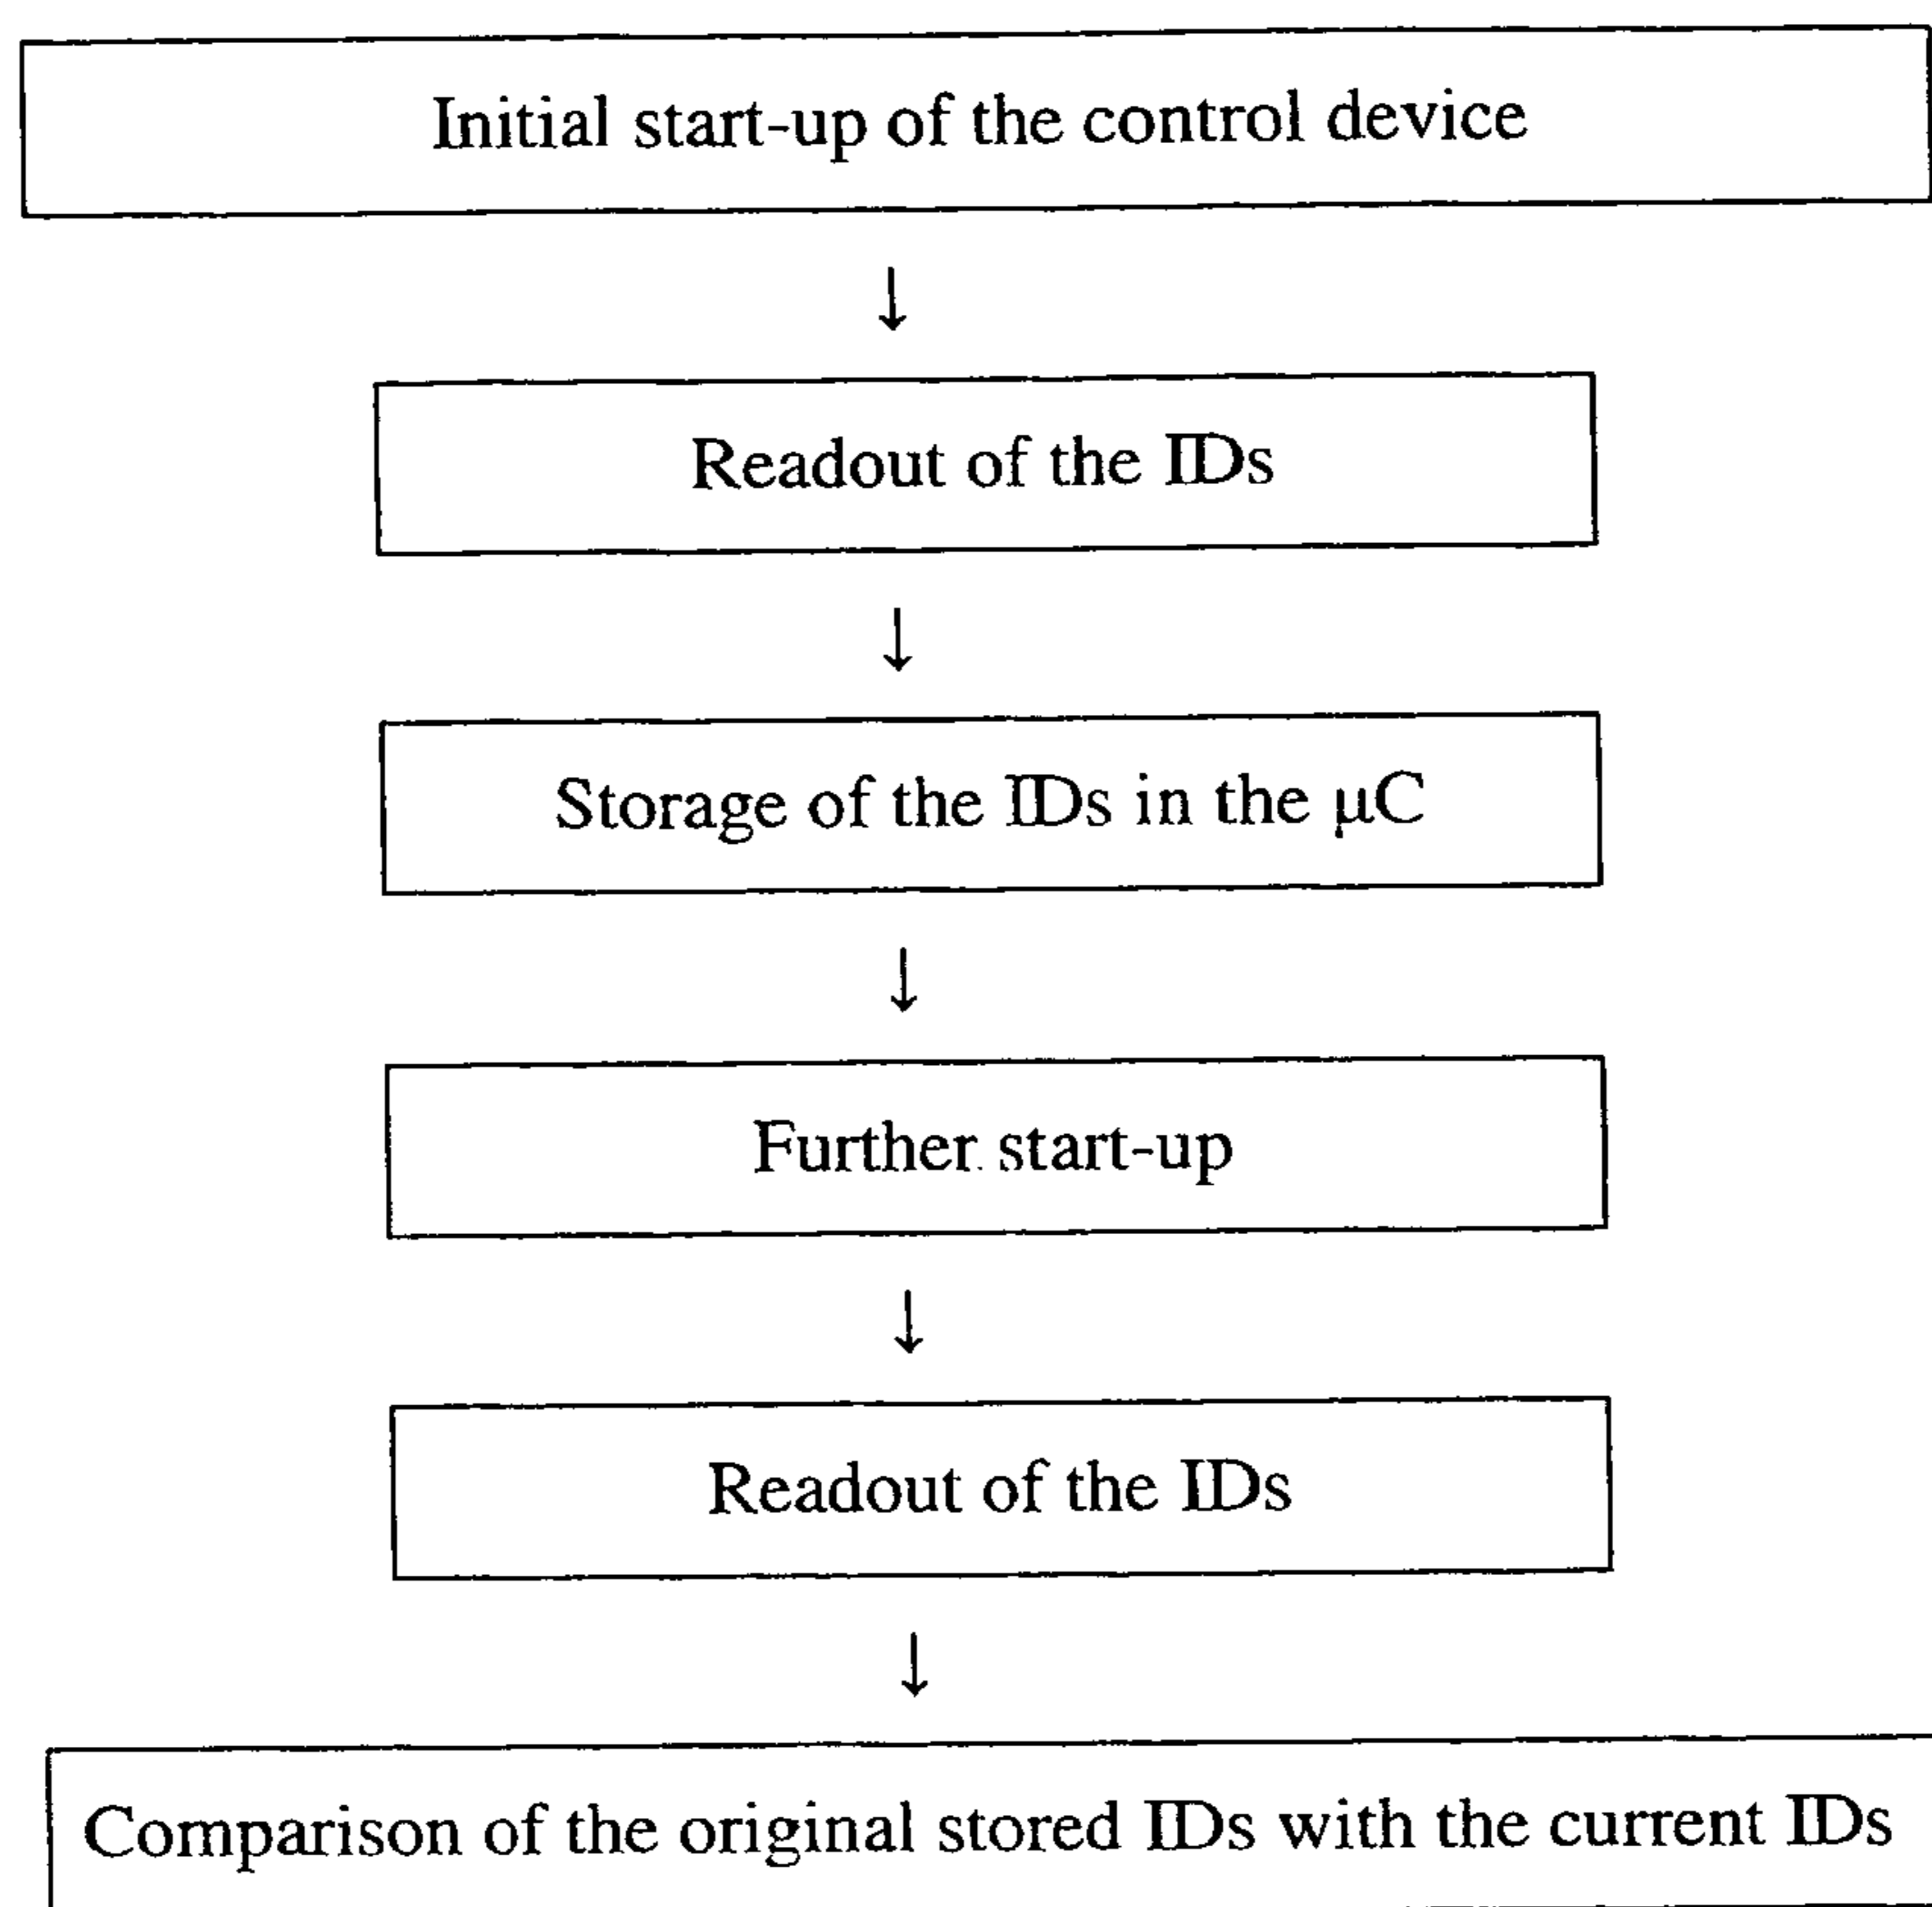 Initial start-up of the control device
↓
Readout of the IDs
↓
Storage of the IDs in the µC
↓
Further start-up
↓
Readout of the IDs
↓
Comparison of the original stored IDs with the current IDs